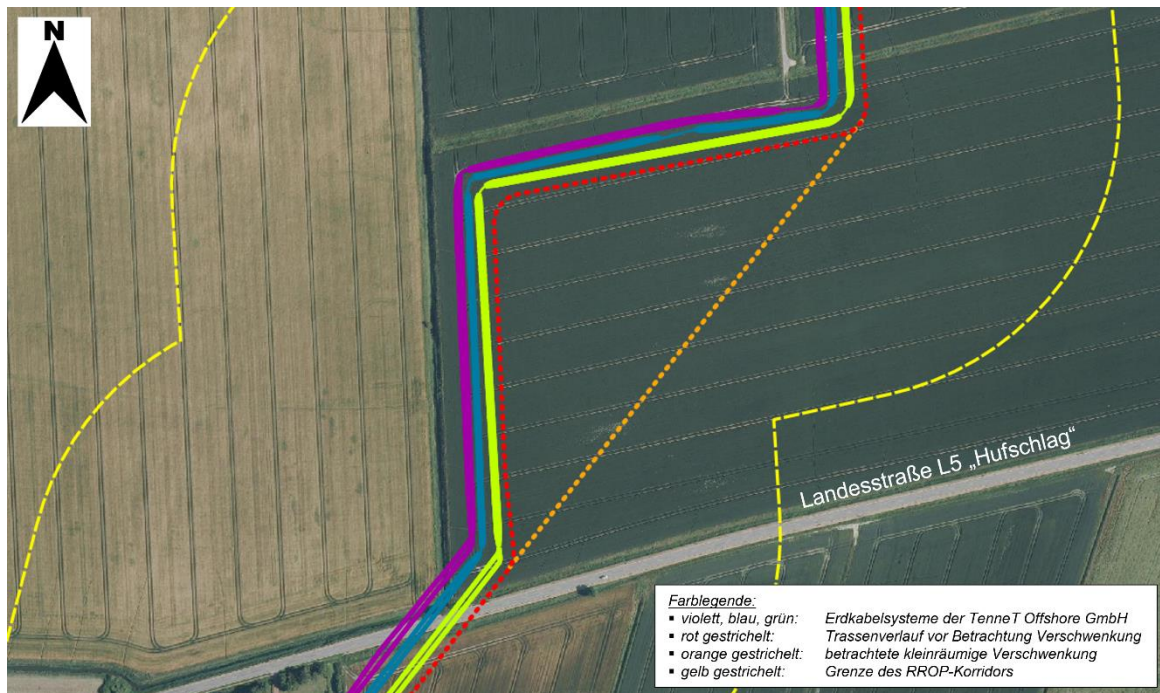 N
Landesstraße L5 „Hufschlag“
Farblegende:
▪ violett, blau, grün: Erdkabelsysteme der TenneT Offshore GmbH
▪ rot gestrichelt: Trassenverlauf vor Betrachtung Verschwenkung
▪ orange gestrichelt: betrachtete kleinräumige Verschwenkung
▪ gelb gestrichelt: Grenze des RROP-Korridors